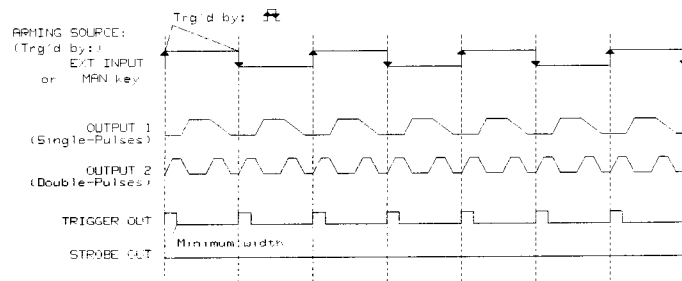 Trg'd by:
ARMING SOURCE:
(Trg'd by:)
EXT INPUT
or MAN key
OUTPUT 1
(Single-Pulses)
OUTPUT 2
(Double-Pulses)
TRIGGER OUT
Minimum width
STROBE OUT